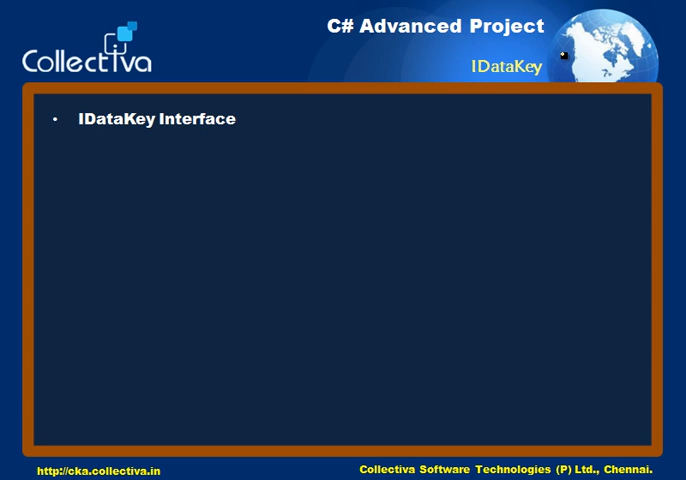 Collectiva
C# Advanced Project
IDataKey
• IDataKey Interface
http://cka.collectiva.in
Collectiva Software Technologies (P) Ltd., Chennai.